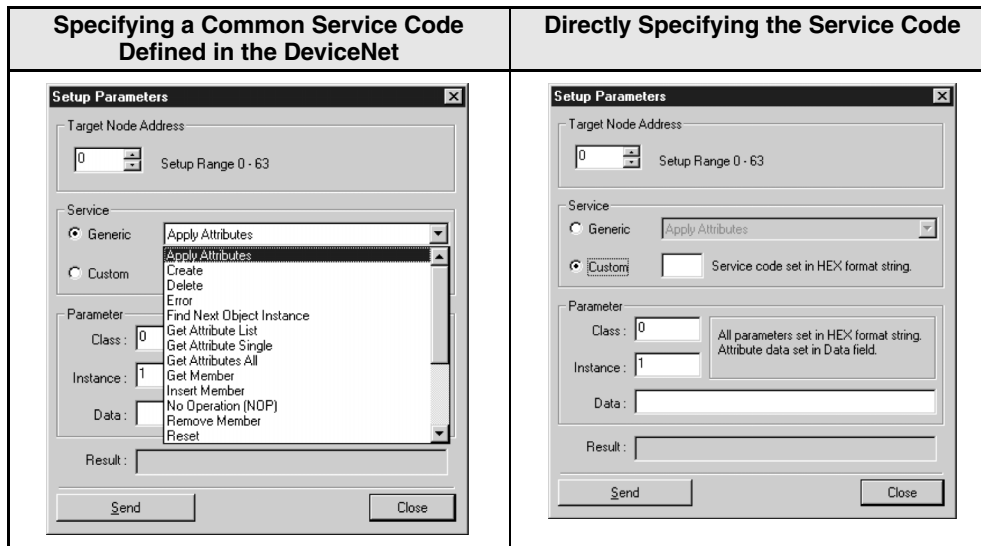 Specifying a Common Service Code
Defined in the DeviceNet
Directly Specifying the Service Code
Setup Parameters
Target Node Address
0
Setup Range 0 - 63
Service
Generic
Apply Attributes
Apply Attributes
Create
Delete
Error
Find Next Object Instance
Get Attribute List
Get Attribute Single
Get Attributes All
Get Member
Insert Member
No Operation (NOP)
Remove Member
Reset
Custom
Parameter
Class : 0
Instance : 1
Data :
Result :
Send
Close
Setup Parameters
Target Node Address
0
Setup Range 0 - 63
Service
Generic
Apply Attributes
Custom
Service code set in HEX format string.
Parameter
Class : 0
All parameters set in HEX format string.
Attribute data set in Data field.
Instance : 1
Data :
Result :
Send
Close